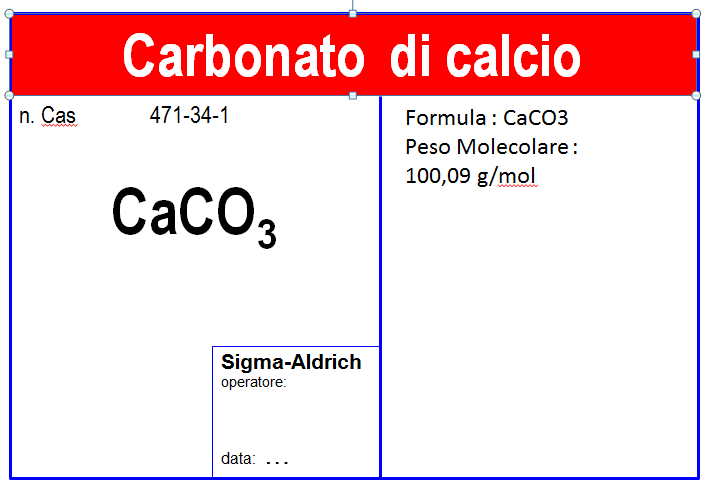 Carbonato di calcio
n. Cas 471-34-1
CaCO₃
Sigma-Aldrich
operatore:
data: ...
Formula : CaCO3
Peso Molecolare :
100,09 g/mol